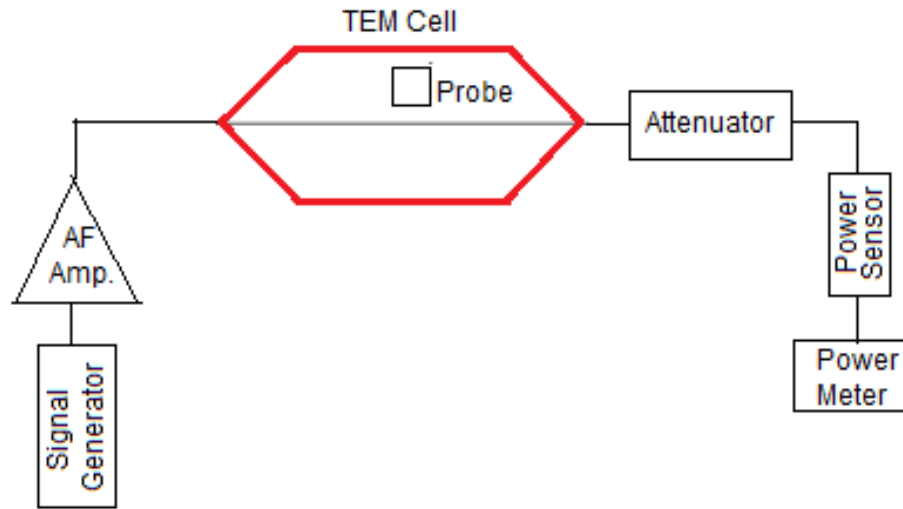 TEM Cell
Probe
Attenuator
AF
Amp.
Power
Sensor
Signal
Generator
Power
Meter